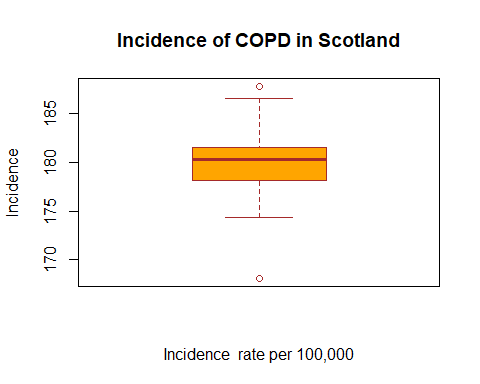 Incidence of COPD in Scotland
185
180
175
170
Incidence
Incidence  rate per 100,000